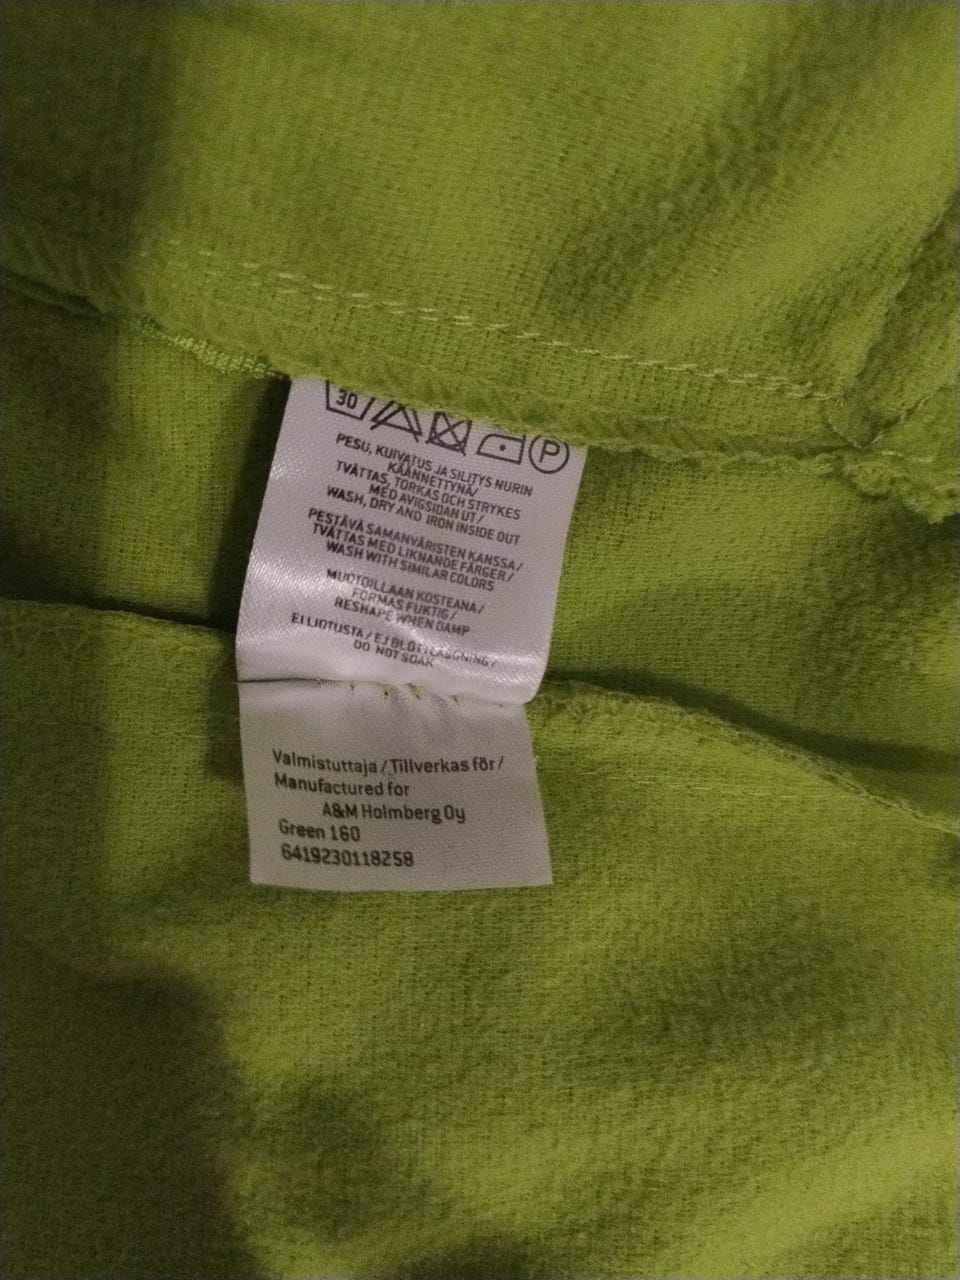 30 P
PESU, KUIVATUS JA SILITYS NURIN
KÄÄNNETTYNÄ/
TVÄTTAS, TORKAS OCH STRYKES
MED AVIGSIDAN UT/
WASH, DRY AND IRON INSIDE OUT
PESTÄVÄ SAMANVÄRISTEN KANSSA/
TVÄTTAS MED LIKNANDE FÄRGER/
WASH WITH SIMILAR COLORS
MUOTOILLAAN KOSTEANA/
FORMAS FUKTIG/
RESHAPE WHEN DAMP
EI LIOTUSTA/EJ BLÖTLÄGGNING/
DO NOT SOAK
Valmistuttaja/Tillverkas för/
Manufactured for
A&M Holmberg Oy
Green 160
6419230118258